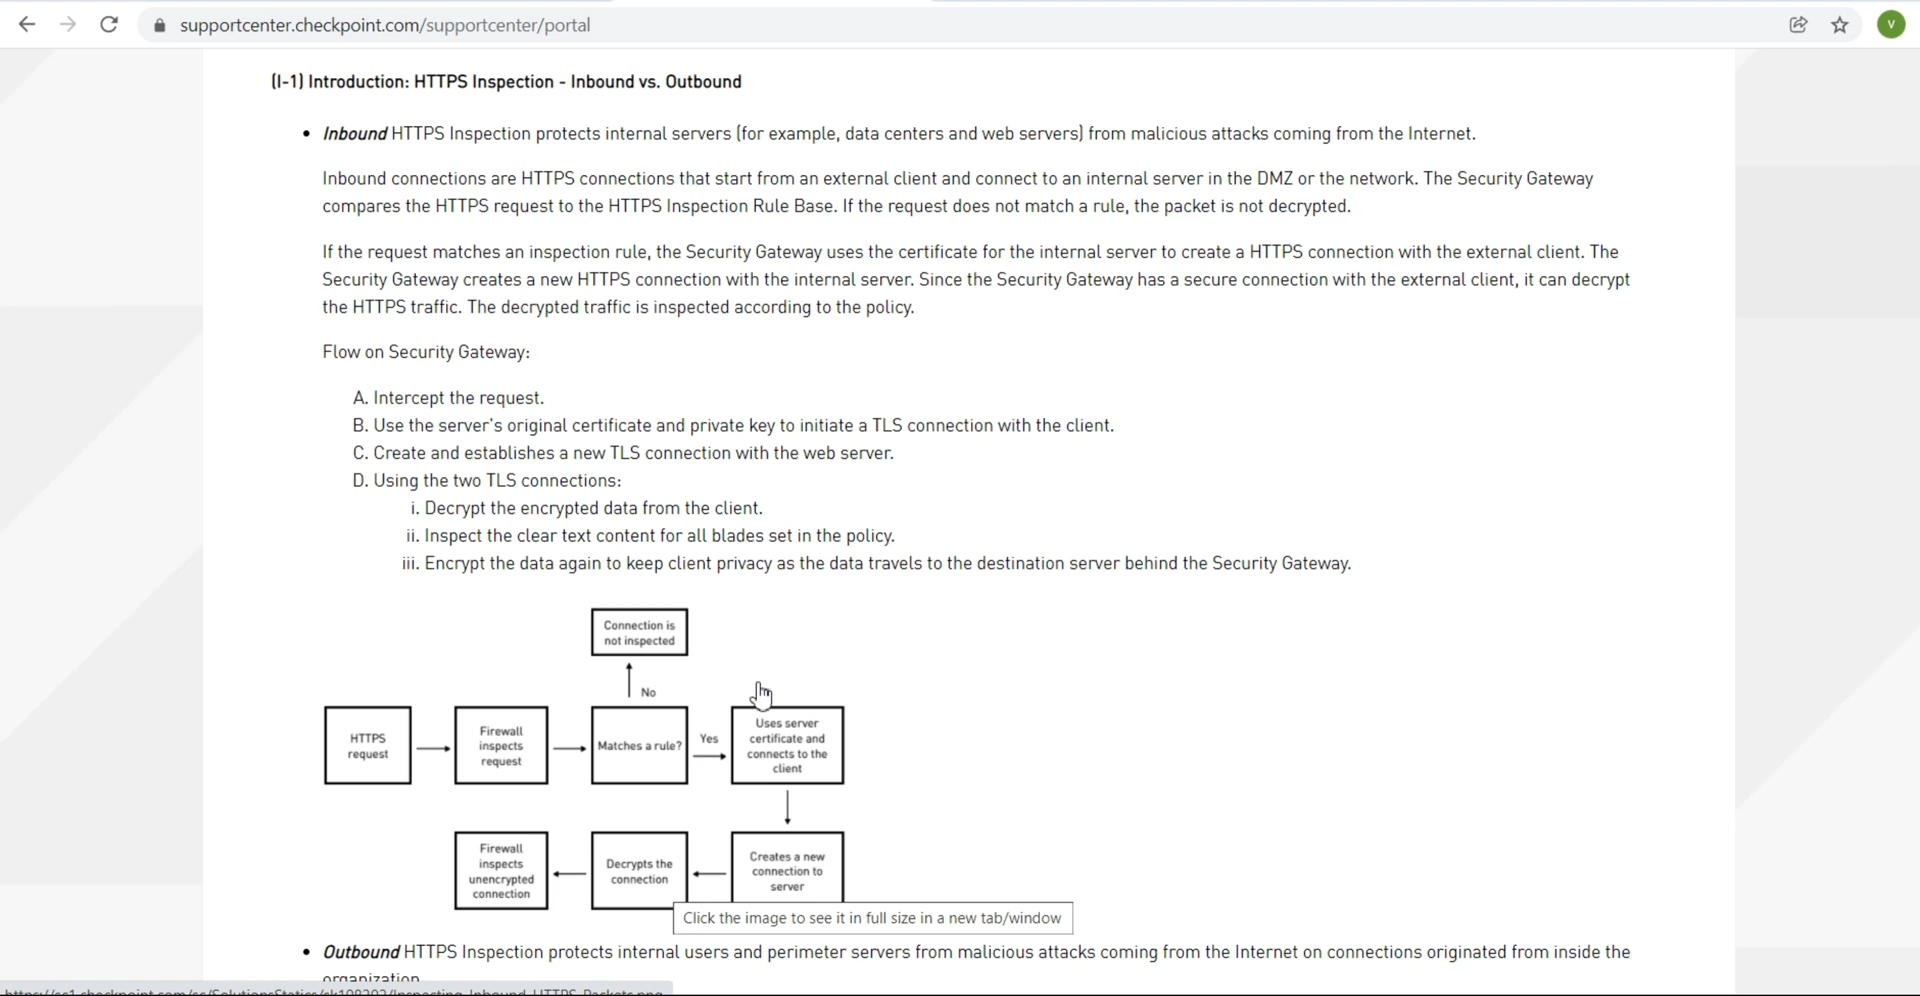 supportcenter.checkpoint.com/supportcenter/portal
V
(I-1) Introduction: HTTPS Inspection - Inbound vs. Outbound
• Inbound HTTPS Inspection protects internal servers (for example, data centers and web servers) from malicious attacks coming from the Internet.
Inbound connections are HTTPS connections that start from an external client and connect to an internal server in the DMZ or the network. The Security Gateway
compares the HTTPS request to the HTTPS Inspection Rule Base. If the request does not match a rule, the packet is not decrypted.
If the request matches an inspection rule, the Security Gateway uses the certificate for the internal server to create a HTTPS connection with the external client. The
Security Gateway creates a new HTTPS connection with the internal server. Since the Security Gateway has a secure connection with the external client, it can decrypt
the HTTPS traffic. The decrypted traffic is inspected according to the policy.
Flow on Security Gateway:
A. Intercept the request.
B. Use the server's original certificate and private key to initiate a TLS connection with the client.
C. Create and establishes a new TLS connection with the web server.
D. Using the two TLS connections:
i. Decrypt the encrypted data from the client.
ii. Inspect the clear text content for all blades set in the policy.
iii. Encrypt the data again to keep client privacy as the data travels to the destination server behind the Security Gateway.
Connection is
not inspected
No
HTTPS
request
Firewall
inspects
request
Matches a rule?
Yes
Uses server
certificate and
connects to the
client
Firewall
inspects
unencrypted
connection
Decrypts the
connection
Creates a new
connection to
server
Click the image to see it in full size in a new tab/window
• Outbound HTTPS Inspection protects internal users and perimeter servers from malicious attacks coming from the Internet on connections originated from inside the
organization